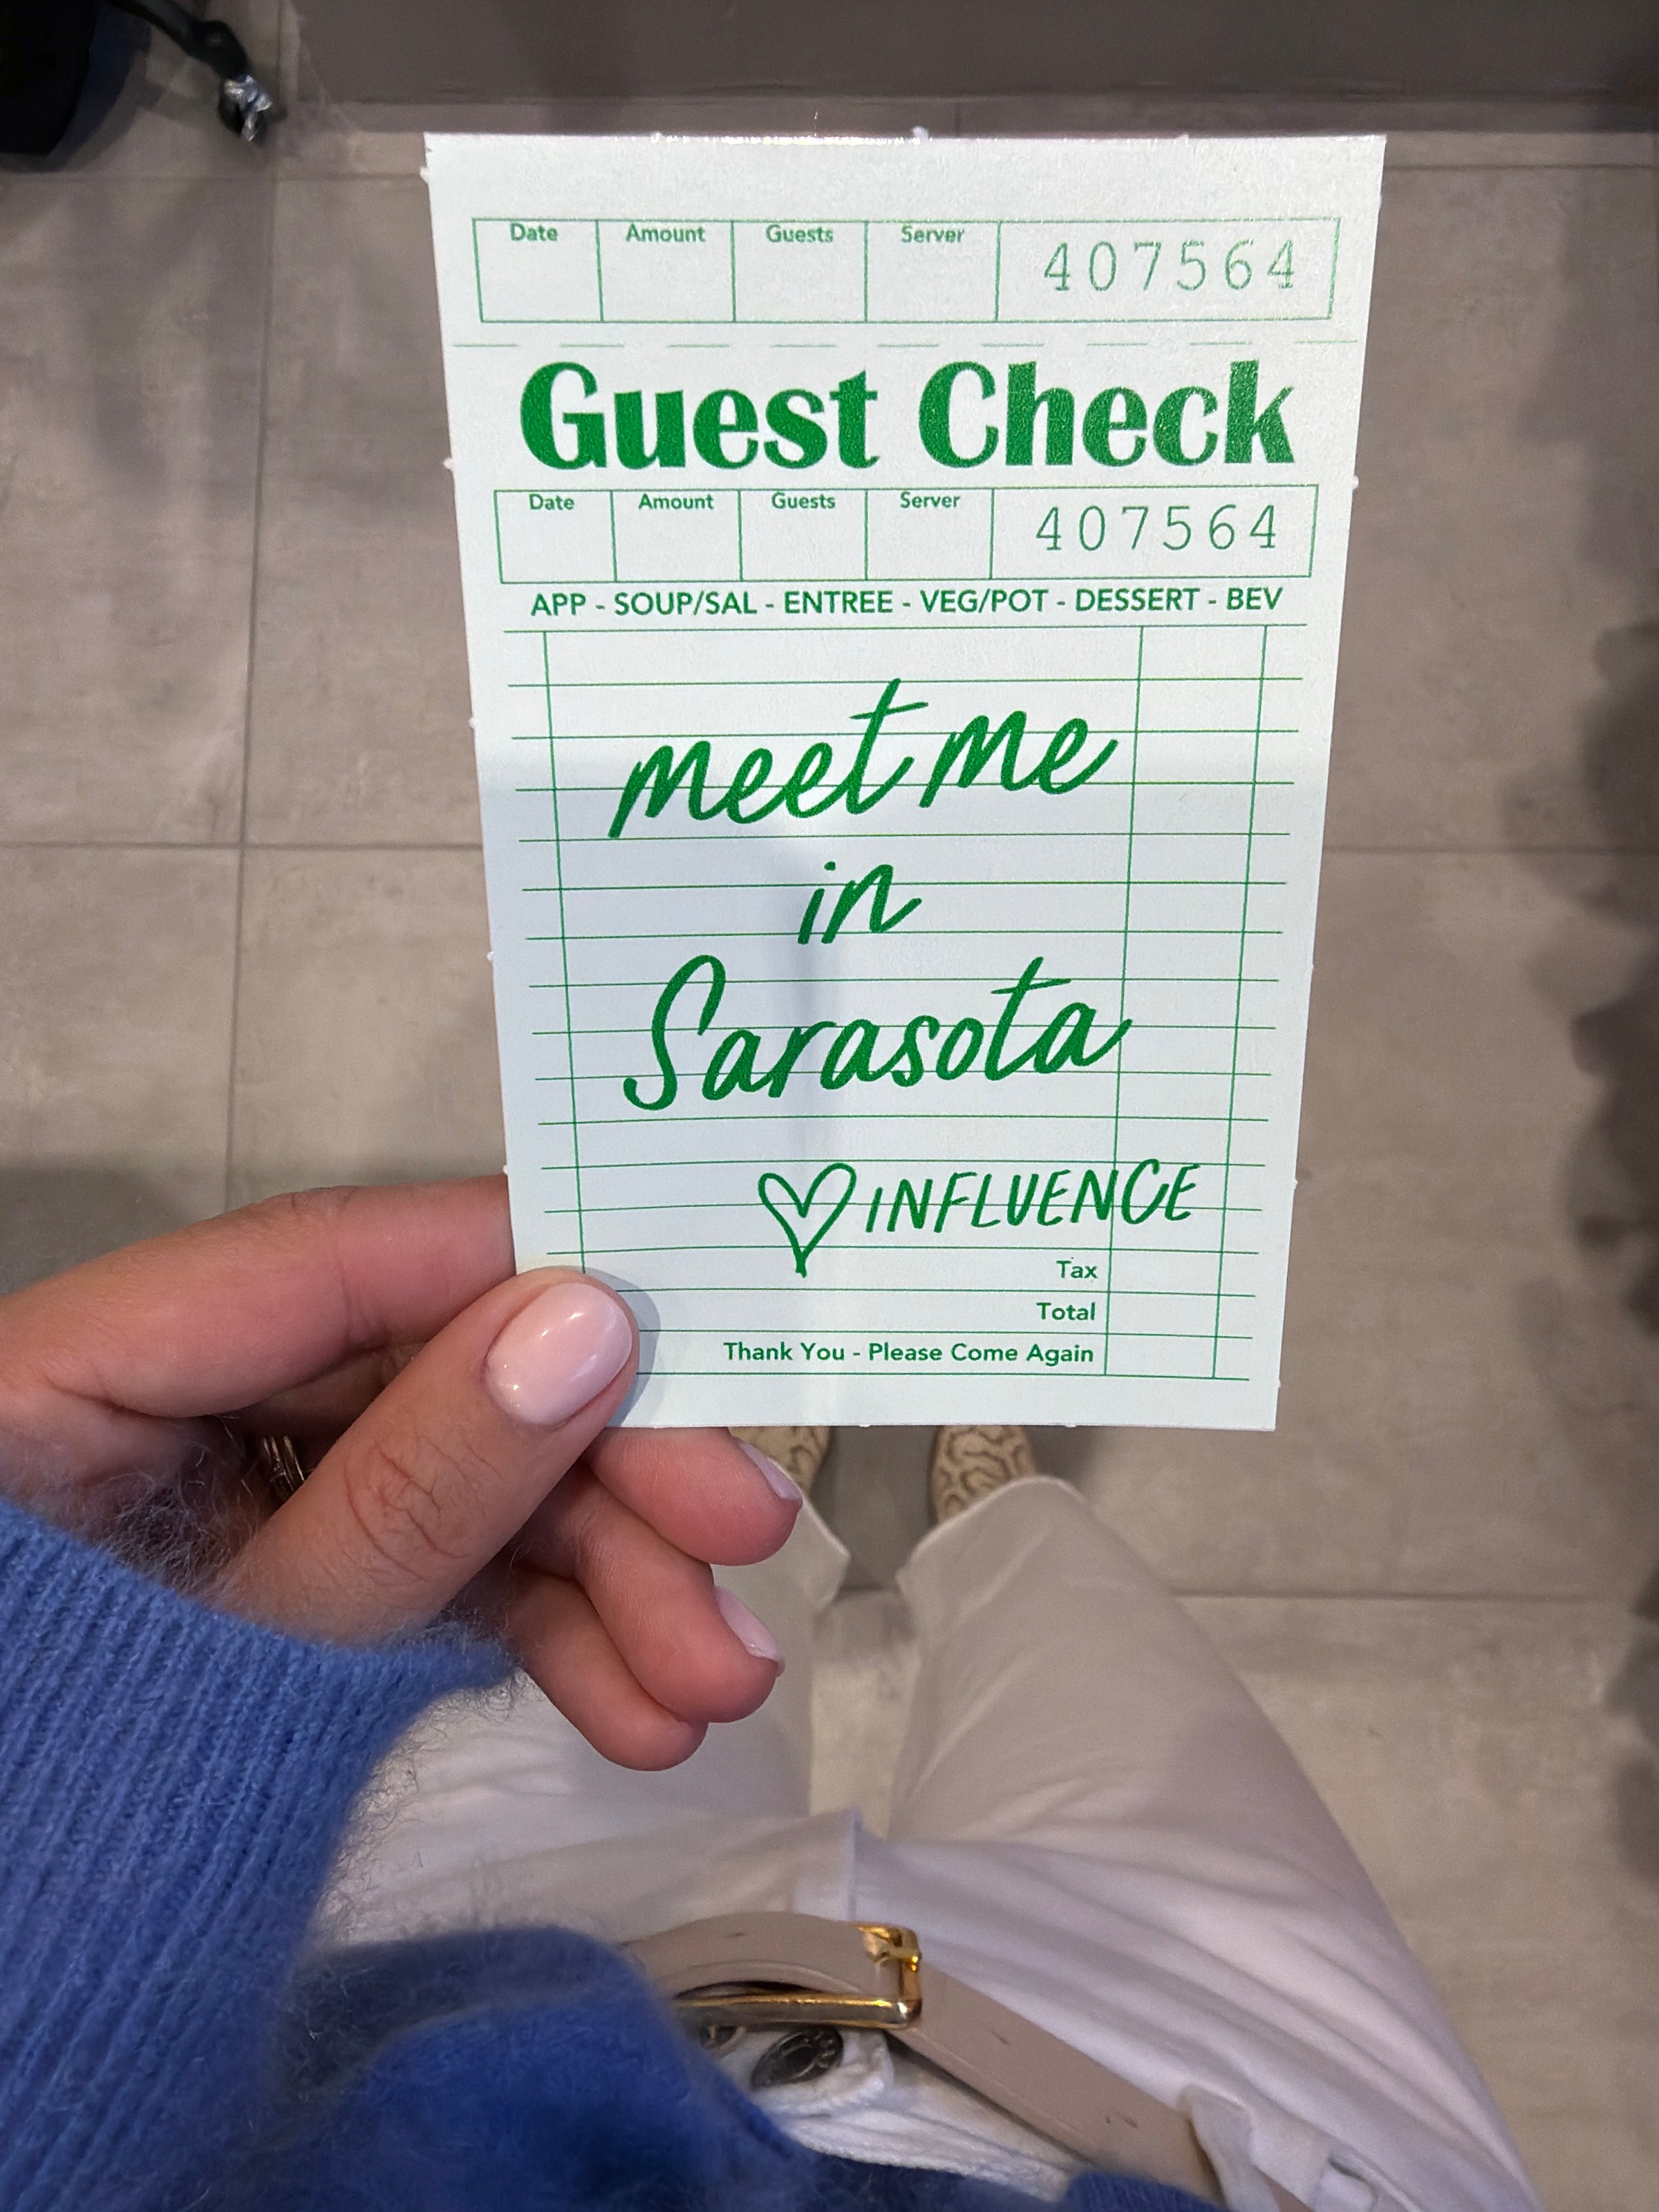 Date Amount Guests Server 407564
Guest Check
Date Amount Guests Server 407564
APP - SOUP/SAL - ENTREE - VEG/POT - DESSERT - BEV
meet me
in
Sarasota
♡ INFLUENCE
Tax
Total
Thank You - Please Come Again